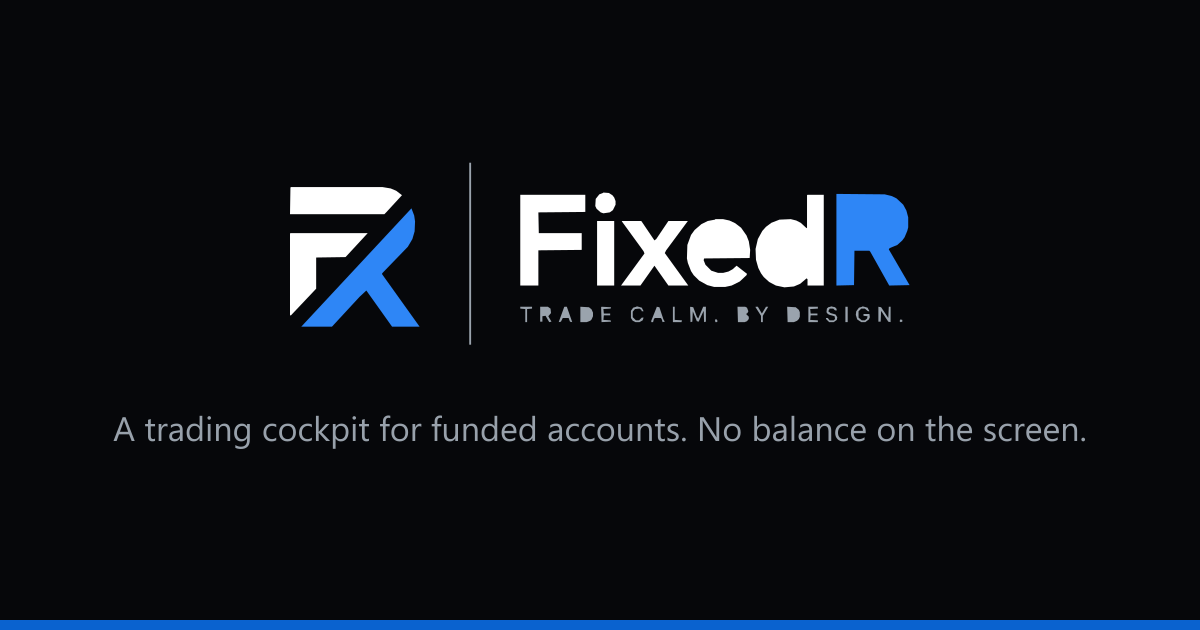 FixedR
TRADE CALM. BY DESIGN.
A trading cockpit for funded accounts. No balance on the screen.